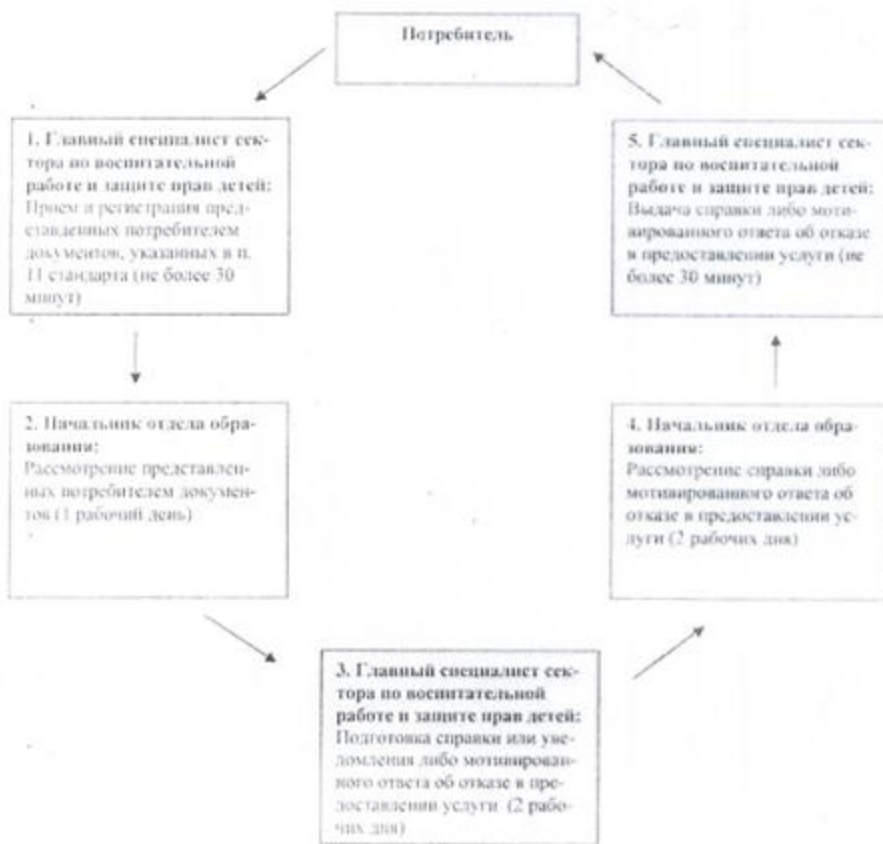 Потребитель
1. Главный специалист сек-
тора по воспитательной
работе и защите прав детей:
Прием и регистрация пред-
ставленных потребителем
документов, указанных в п.
11 стандарта (не более 30
минут)
2. Начальник отдела обра-
зования:
Рассмотрение представлен-
ных потребителем докумен-
тов (1 рабочий день)
3. Главный специалист сек-
тора по воспитательной
работе и защите прав детей:
Подготовка справки или уве-
домления либо мотивирован-
ного ответа об отказе в пре-
доставлении услуги (2 рабо-
чих дня)
4. Начальник отдела обра-
зования:
Рассмотрение справки либо
мотивированного ответа об
отказе в предоставлении ус-
луги (2 рабочих дня)
5. Главный специалист сек-
тора по воспитательной
работе и защите прав детей:
Выдача справки либо моти-
вированного ответа об отказе
в предоставлении услуги (не
более 30 минут)